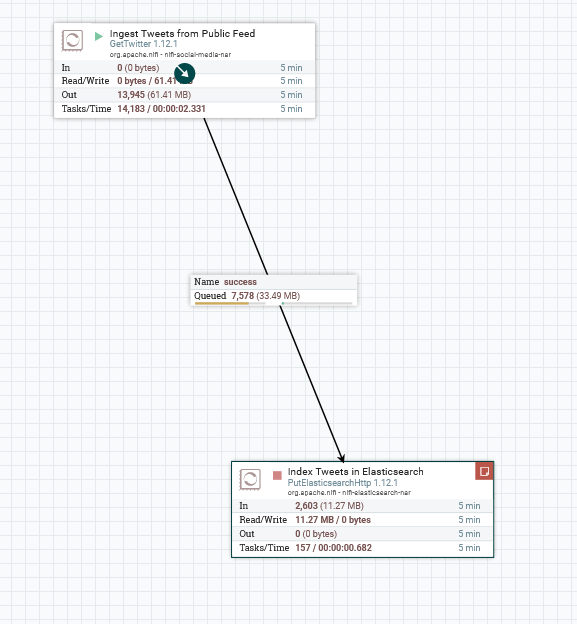 Ingest Tweets from Public Feed
GetTwitter 1.12.1
org.apache.nifi - nifi-social-media-nar
In 0 (0 bytes) 5 min
Read/Write 0 bytes / 61.41 5 min
Out 13,945 (61.41 MB) 5 min
Tasks/Time 14,183 / 00:00:02.331 5 min
Name success
Queued 7,578 (33.49 MB)
Index Tweets in Elasticsearch
PutElasticsearchHttp 1.12.1
org.apache.nifi - nifi-elasticsearch-nar
In 2,603 (11.27 MB) 5 min
Read/Write 11.27 MB / 0 bytes 5 min
Out 0 (0 bytes) 5 min
Tasks/Time 157 / 00:00:00.682 5 min